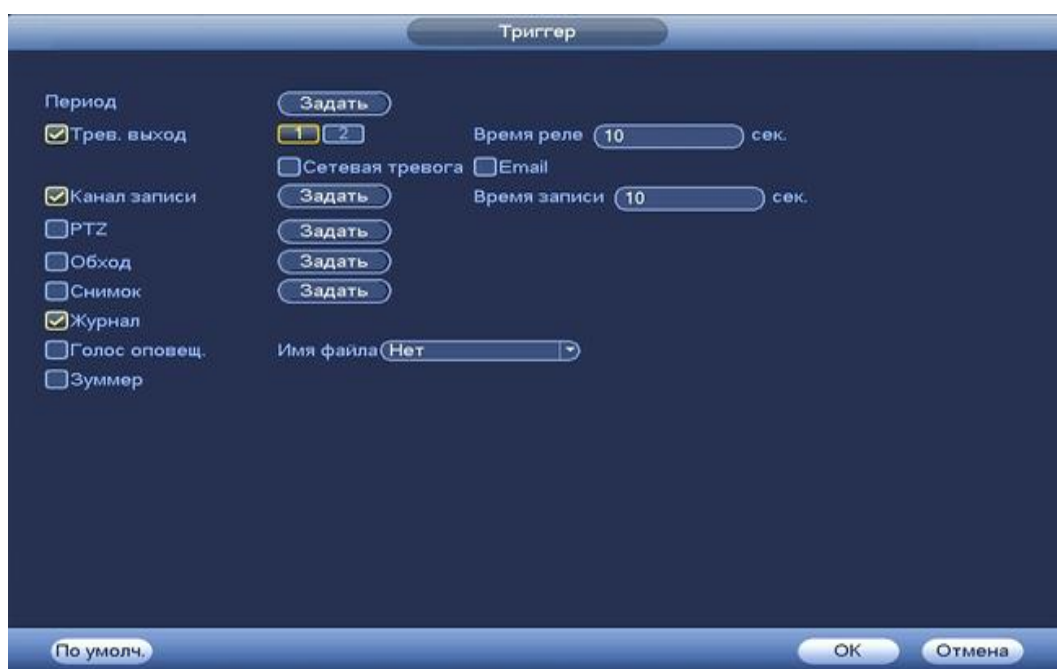 Триггер
Период Задать
Трев. выход 1 2 Время реле 10 сек.
Сетевая тревога Email
Канал записи Задать Время записи 10 сек.
PTZ Задать
Обход Задать
Снимок Задать
Журнал
Голос оповещ. Имя файла Нет
Зуммер
По умолч. OK Отмена